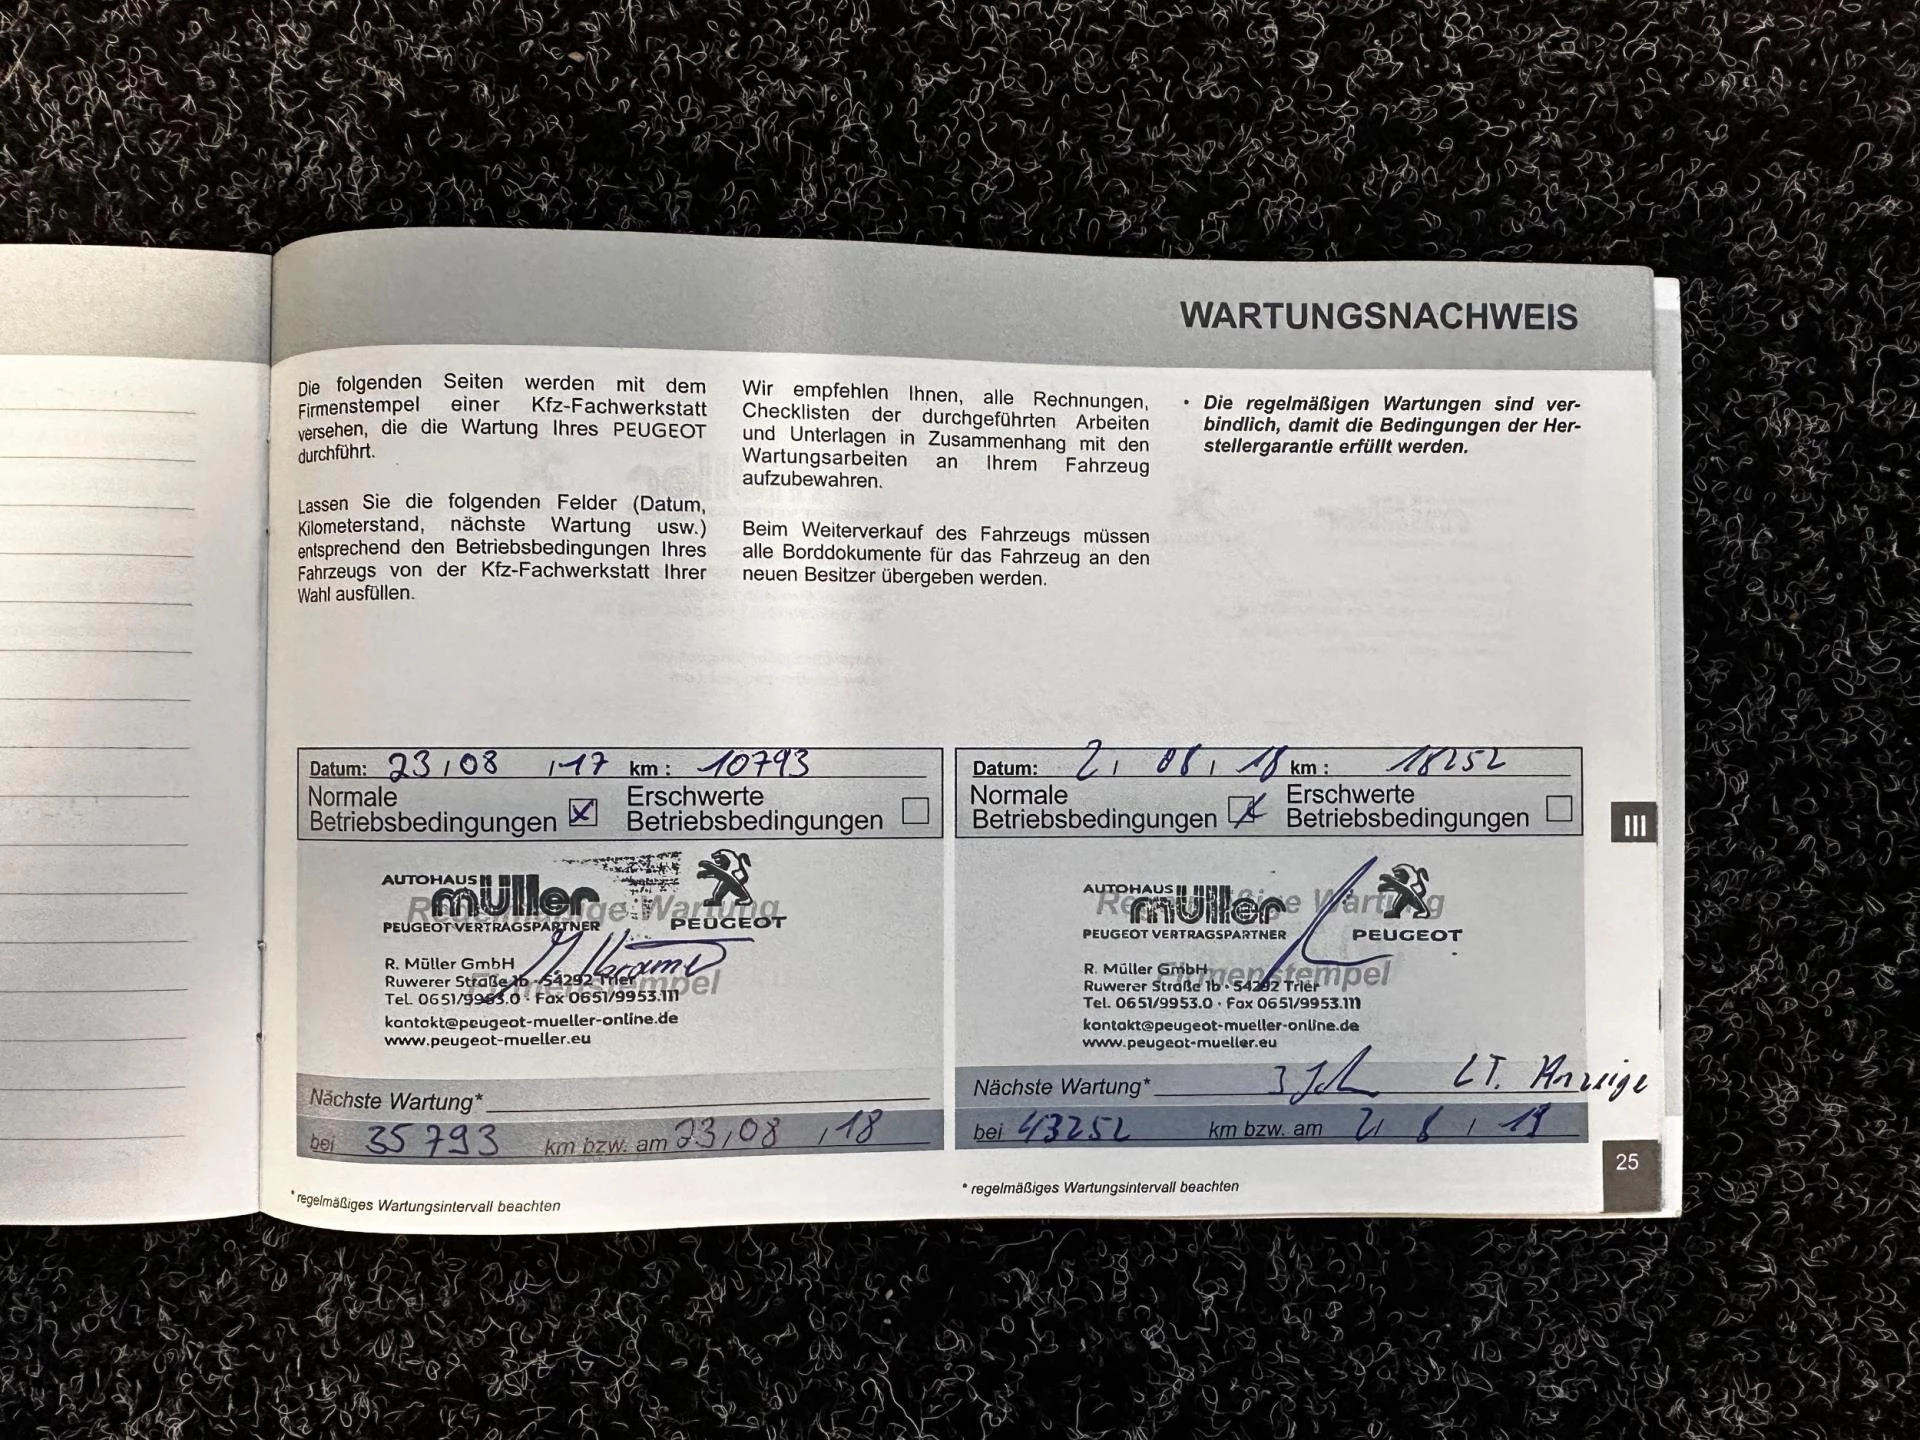 WARTUNGSNACHWEIS
Die folgenden Seiten werden mit dem
Firmenstempel einer Kfz-Fachwerkstatt
versehen, die die Wartung Ihres PEUGEOT
durchführt.
Lassen Sie die folgenden Felder (Datum,
Kilometerstand, nächste Wartung usw.)
entsprechend den Betriebsbedingungen Ihres
Fahrzeugs von der Kfz-Fachwerkstatt Ihrer
Wahl ausfüllen.
Wir empfehlen Ihnen, alle Rechnungen,
Checklisten der durchgeführten Arbeiten
und Unterlagen in Zusammenhang mit den
Wartungsarbeiten an Ihrem Fahrzeug
aufzubewahren.
Beim Weiterverkauf des Fahrzeugs müssen
alle Borddokumente für das Fahrzeug an den
neuen Besitzer übergeben werden.
• Die regelmäßigen Wartungen sind ver-
bindlich, damit die Bedingungen der Her-
stellergarantie erfüllt werden.
Datum: 23 / 08 / 17 km : 10793
Normale
Betriebsbedingungen x
Erschwerte
Betriebsbedingungen
AUTOHAUS
müller
Regelmäßige Wartung
PEUGEOT VERTRAGSPARTNER
PEUGEOT
R. Müller GmbH
Ruwerer Straße 1b · 54292 Trier
Firmenstempel
Tel. 0651/9953.0 · Fax 0651/9953.111
kontakt@peugeot-mueller-online.de
www.peugeot-mueller.eu
Nächste Wartung*
bei 35793 km bzw. am 23 / 08 / 18
* regelmäßiges Wartungsintervall beachten
Datum: 2 / 08 / 18 km : 18252
Normale
Betriebsbedingungen x
Erschwerte
Betriebsbedingungen
AUTOHAUS
müller
Regelmäßige Wartung
PEUGEOT VERTRAGSPARTNER
PEUGEOT
R. Müller GmbH
Firmenstempel
Ruwerer Straße 1b · 54292 Trier
Tel. 0651/9953.0 · Fax 0651/9953.111
kontakt@peugeot-mueller-online.de
www.peugeot-mueller.eu
Nächste Wartung* LT. Anzeige
bei 43252 km bzw. am 2 / 8 / 19
* regelmäßiges Wartungsintervall beachten
III
25